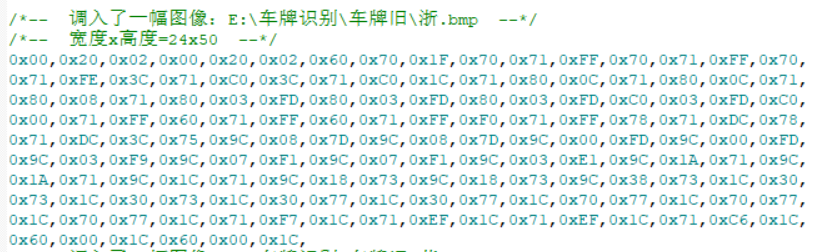 /*--  调入了一幅图像：E:\车牌识别\车牌旧\浙.bmp  --*/
/*--  宽度x高度=24x50  --*/
0x00,0x20,0x02,0x00,0x20,0x02,0x60,0x70,0x1F,0x70,0x71,0xFF,0x70,0x71,0xFF,0x70,
0x71,0xFE,0x3C,0x71,0xC0,0x3C,0x71,0xC0,0x1C,0x71,0x80,0x0C,0x71,0x80,0x0C,0x71,
0x80,0x08,0x71,0x80,0x03,0xFD,0x80,0x03,0xFD,0x80,0x03,0xFD,0xC0,0x03,0xFD,0xC0,
0x00,0x71,0xFF,0x60,0x71,0xFF,0x60,0x71,0xFF,0xF0,0x71,0xFF,0x78,0x71,0xDC,0x78,
0x71,0xDC,0x3C,0x75,0x9C,0x08,0x7D,0x9C,0x08,0x7D,0x9C,0x00,0xFD,0x9C,0x00,0xFD,
0x9C,0x03,0xF9,0x9C,0x07,0xF1,0x9C,0x07,0xF1,0x9C,0x03,0xE1,0x9C,0x1A,0x71,0x9C,
0x1A,0x71,0x9C,0x1C,0x71,0x9C,0x18,0x73,0x9C,0x18,0x73,0x9C,0x38,0x73,0x1C,0x30,
0x73,0x1C,0x30,0x73,0x1C,0x30,0x77,0x1C,0x30,0x77,0x1C,0x70,0x77,0x1C,0x70,0x77,
0x1C,0x70,0x77,0x1C,0x71,0xF7,0x1C,0x71,0xEF,0x1C,0x71,0xEF,0x1C,0x71,0xC6,0x1C,
0x60,0x00,0x1C,0x60,0x00,0x1C,